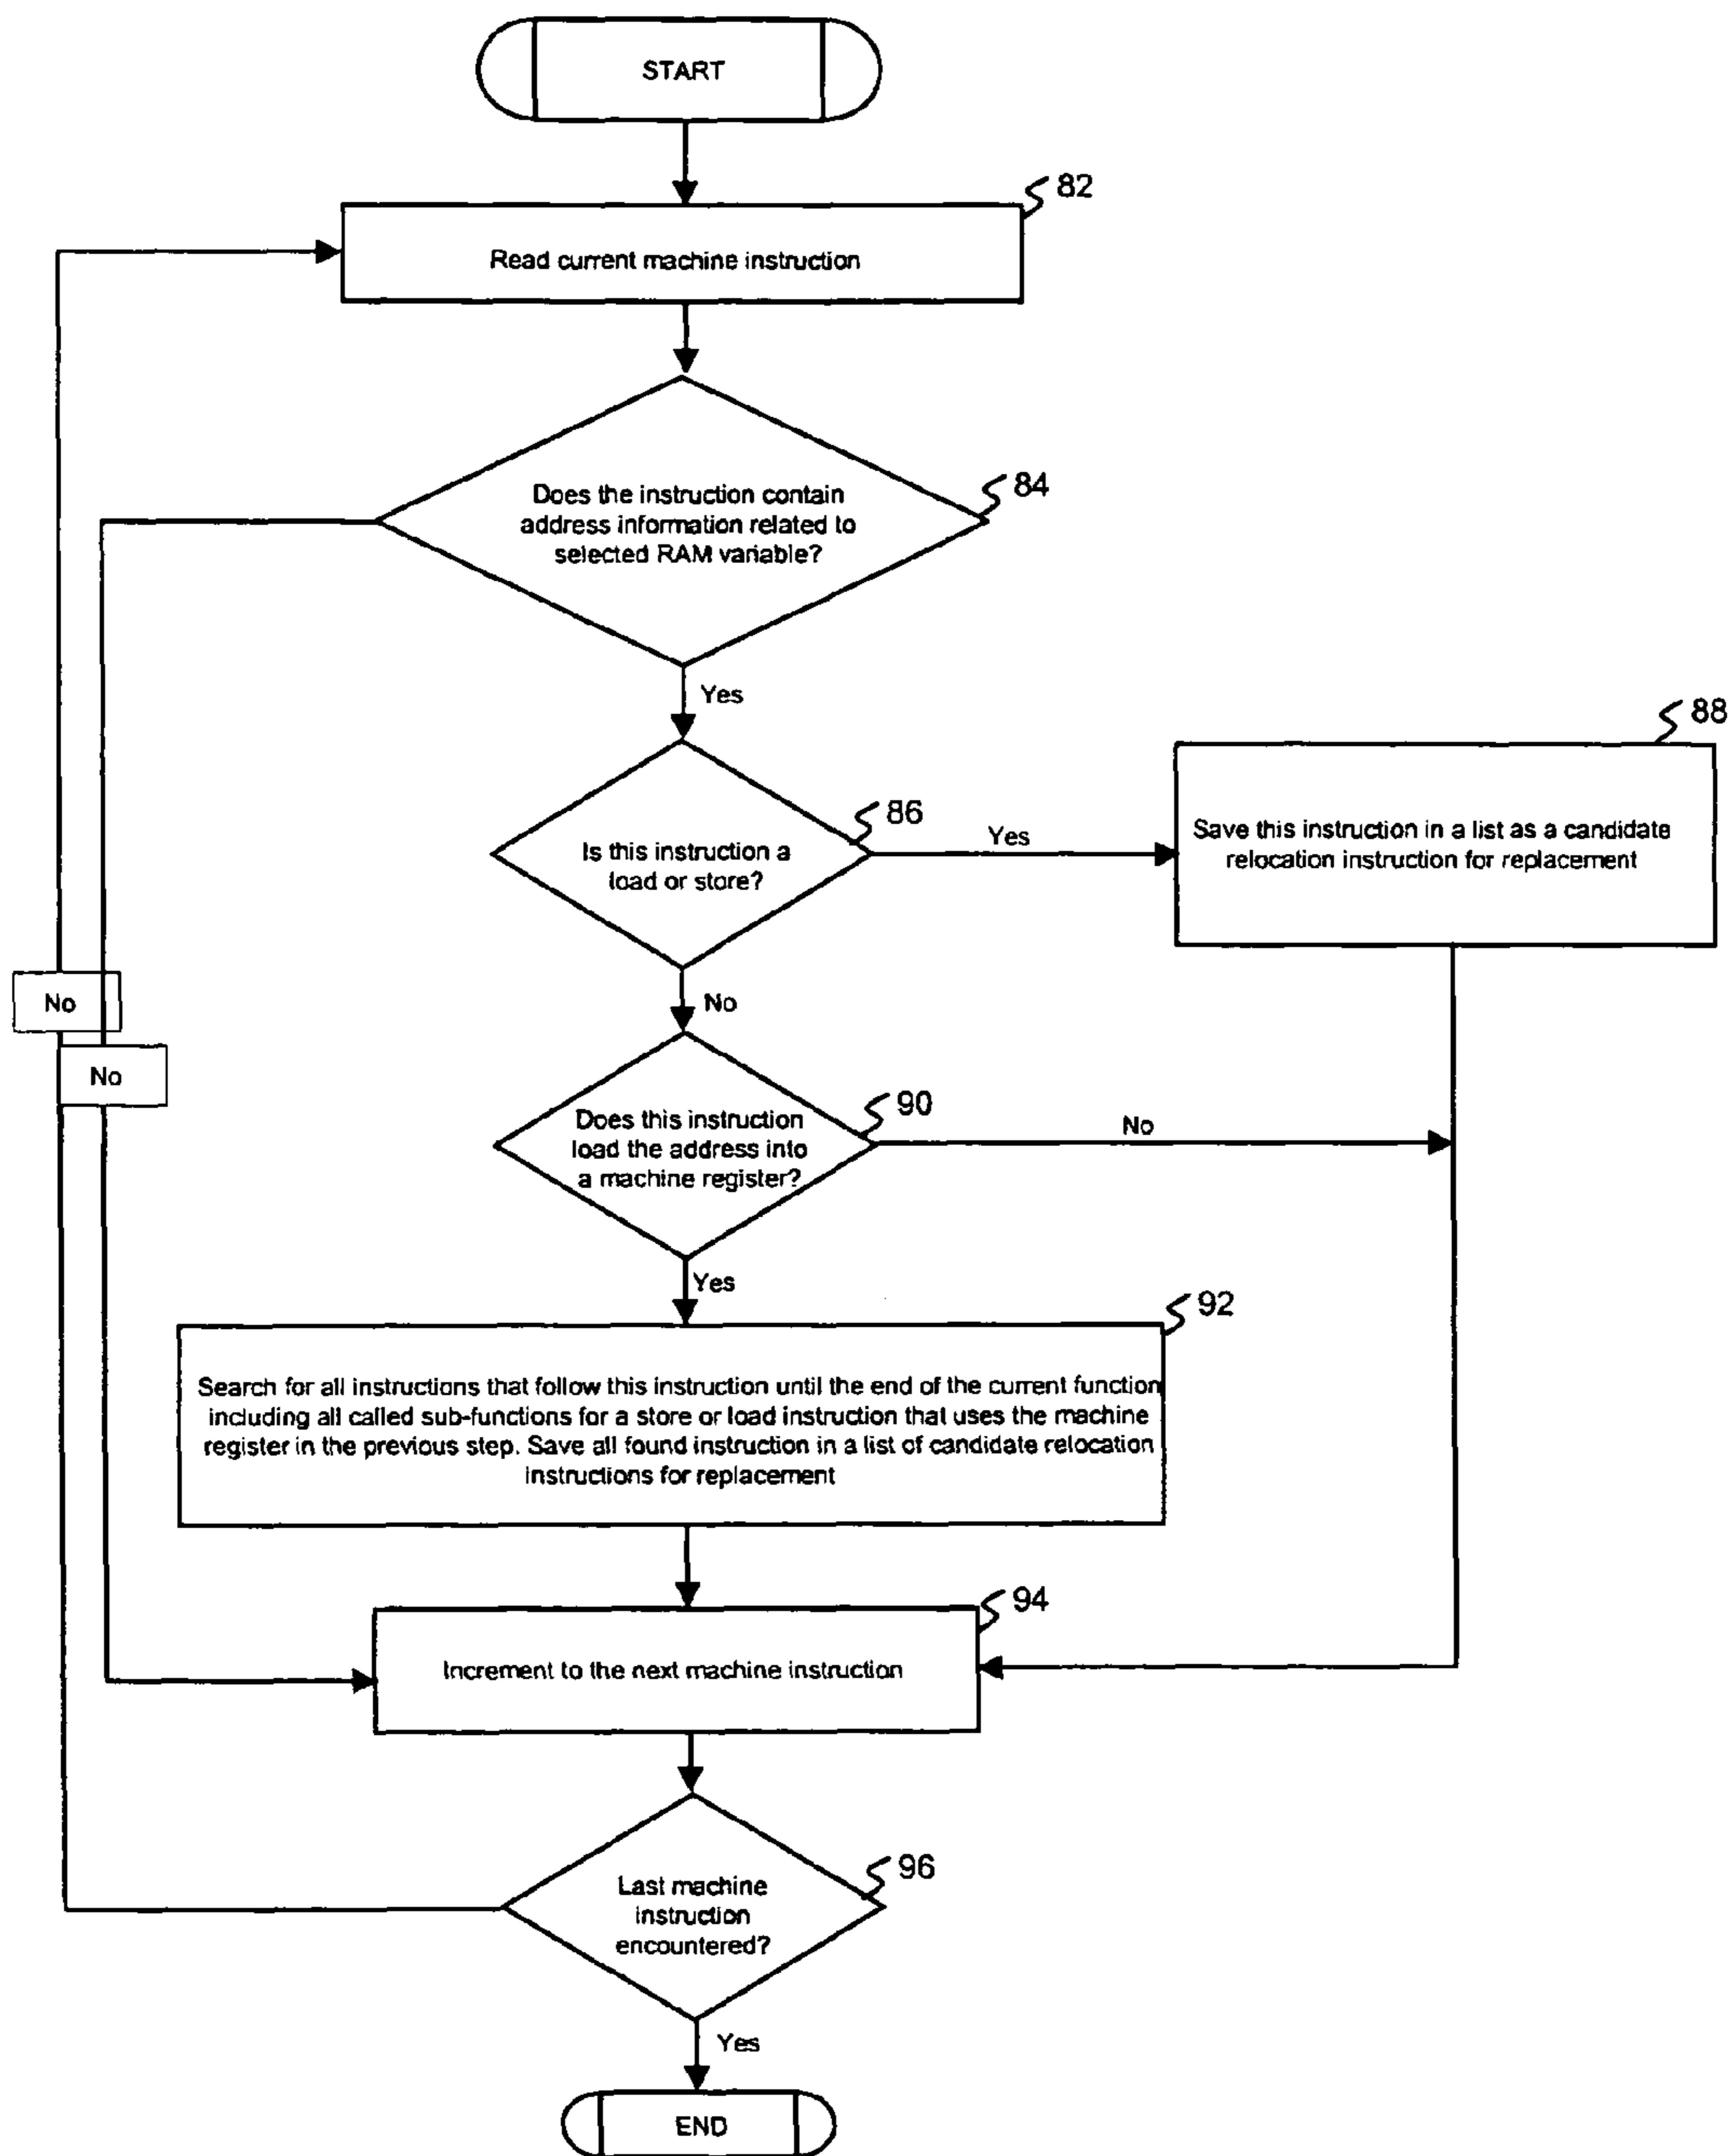 START
82
Read current machine instruction
84
Does the instruction contain
address information related to
selected RAM variable?
Yes
88
86
Yes
Save this instruction in a list as a candidate
relocation instruction for replacement
Is this instruction a
load or store?
No
No
No
90
Does this instruction
load the address into
a machine register?
No
Yes
92
Search for all instructions that follow this instruction until the end of the current function
including all called sub-functions for a store or load instruction that uses the machine
register in the previous step. Save all found instruction in a list of candidate relocation
instructions for replacement
94
Increment to the next machine instruction
96
Last machine
instruction
encountered?
Yes
END